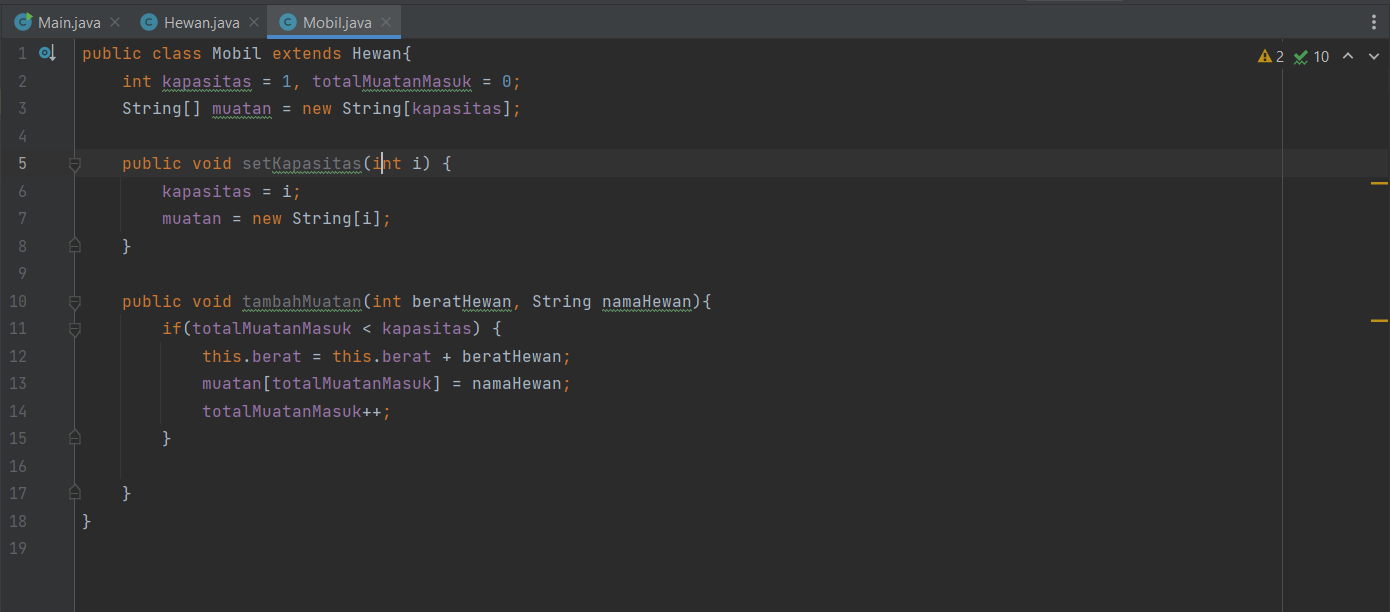 Main.java Hewan.java Mobil.java
2 10
1 public class Mobil extends Hewan{
2 int kapasitas = 1, totalMuatanMasuk = 0;
3 String[] muatan = new String[kapasitas];
4
5 public void setKapasitas(int i) {
6 kapasitas = i;
7 muatan = new String[i];
8 }
9
10 public void tambahMuatan(int beratHewan, String namaHewan){
11 if(totalMuatanMasuk < kapasitas) {
12 this.berat = this.berat + beratHewan;
13 muatan[totalMuatanMasuk] = namaHewan;
14 totalMuatanMasuk++;
15 }
16
17 }
18 }
19